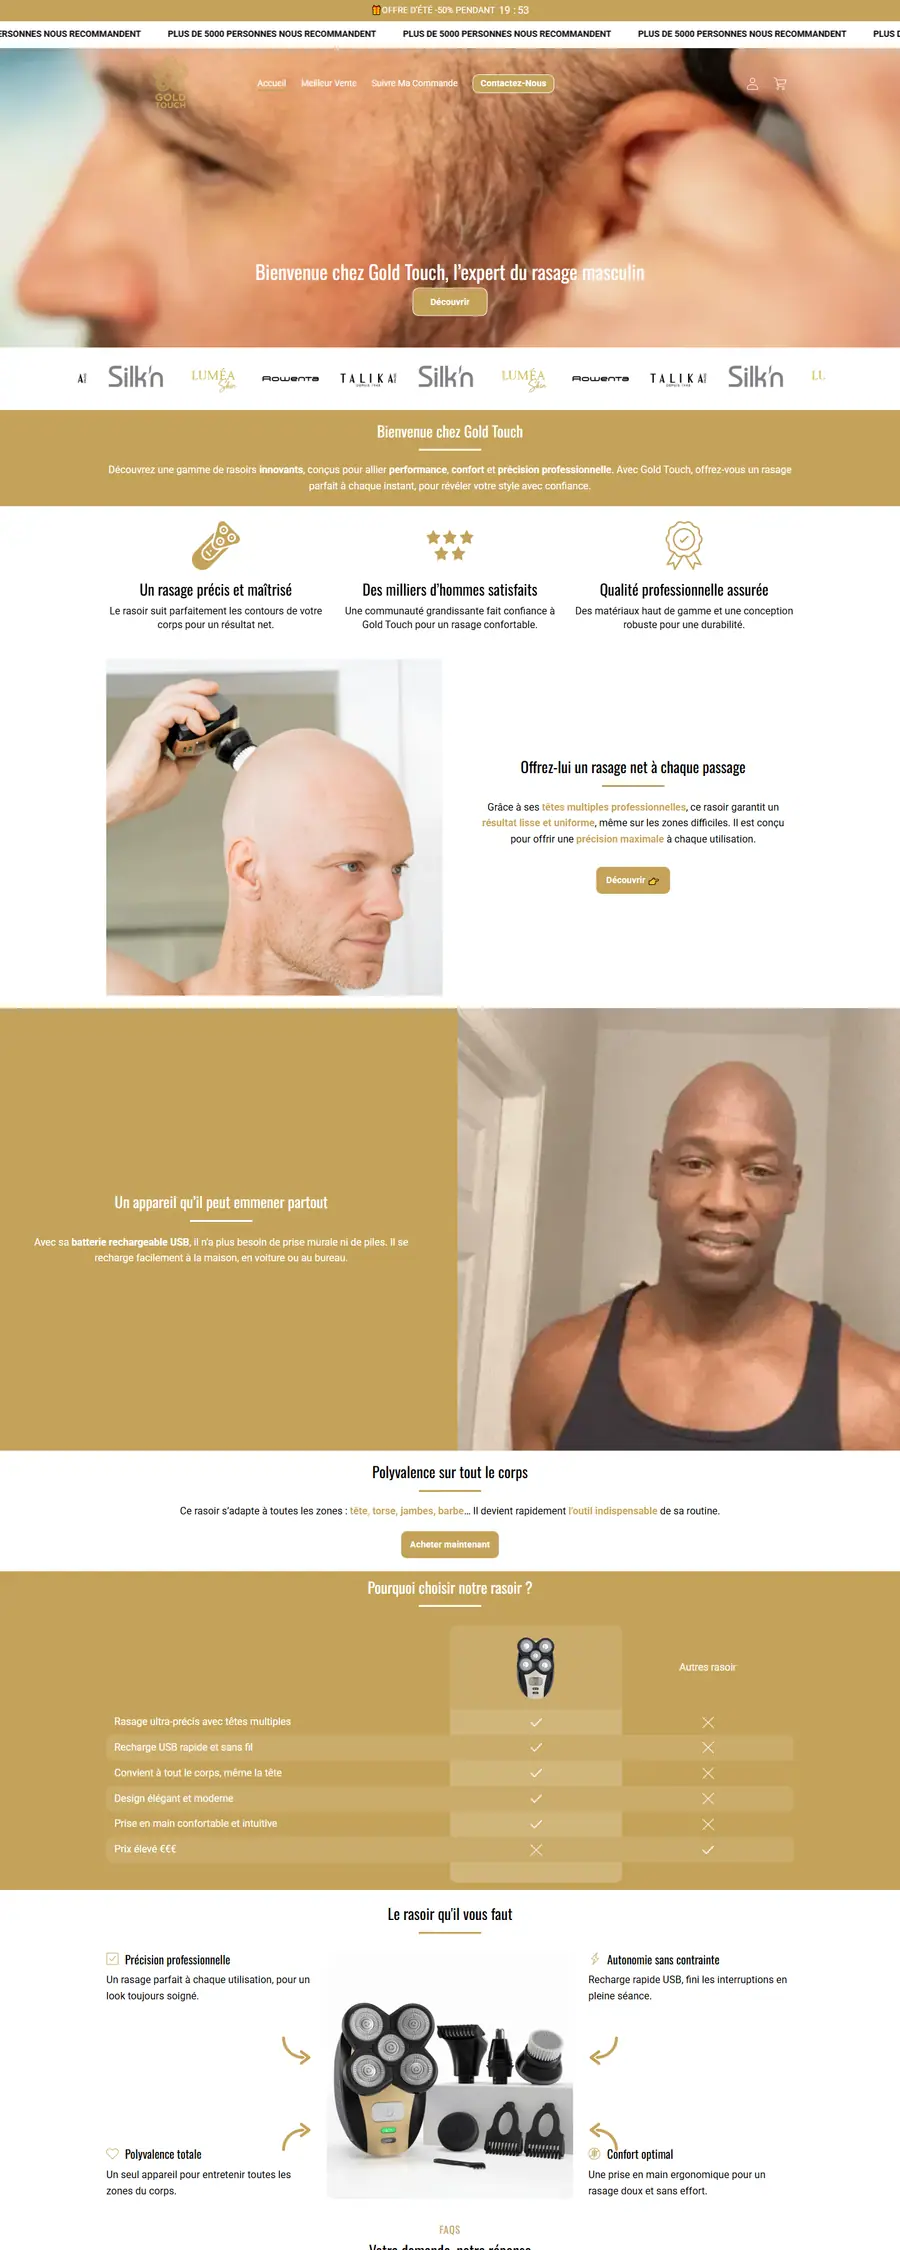 OFFRE D'ÉTÉ -50% PENDANT 19 : 53
ERSONNES NOUS RECOMMANDENT PLUS DE 5000 PERSONNES NOUS RECOMMANDENT PLUS DE 5000 PERSONNES NOUS RECOMMANDENT PLUS DE 5000 PERSONNES NOUS RECOMMANDENT PLUS D
GOLD
TOUCH
Accueil Meilleur Vente Suivre Ma Commande Contactez-Nous
Bienvenue chez Gold Touch, l'expert du rasage masculin
Découvrir
A Silk'n LUMÉA Skin Rowenta TALIKA Silk'n LUMÉA Skin Rowenta TALIKA Silk'n LU
Bienvenue chez Gold Touch
Découvrez une gamme de rasoirs innovants, conçus pour allier performance, confort et précision professionnelle. Avec Gold Touch, offrez-vous un rasage
parfait à chaque instant, pour révéler votre style avec confiance.
Un rasage précis et maîtrisé
Le rasoir suit parfaitement les contours de votre
corps pour un résultat net.
Des milliers d'hommes satisfaits
Une communauté grandissante fait confiance à
Gold Touch pour un rasage confortable.
Qualité professionnelle assurée
Des matériaux haut de gamme et une conception
robuste pour une durabilité.
Offrez-lui un rasage net à chaque passage
Grâce à ses têtes multiples professionnelles, ce rasoir garantit un
résultat lisse et uniforme, même sur les zones difficiles. Il est conçu
pour offrir une précision maximale à chaque utilisation.
Découvrir
Un appareil qu'il peut emmener partout
Avec sa batterie rechargeable USB, il n'a plus besoin de prise murale ni de piles. Il se
recharge facilement à la maison, en voiture ou au bureau.
Polyvalence sur tout le corps
Ce rasoir s'adapte à toutes les zones : tête, torse, jambes, barbe... Il devient rapidement l'outil indispensable de sa routine.
Acheter maintenant
Pourquoi choisir notre rasoir ?
Autres rasoir
Rasage ultra-précis avec têtes multiples
Recharge USB rapide et sans fil
Convient à tout le corps, même la tête
Design élégant et moderne
Prise en main confortable et intuitive
Prix élevé €€€
Le rasoir qu'il vous faut
Précision professionnelle
Un rasage parfait à chaque utilisation, pour un
look toujours soigné.
Autonomie sans contrainte
Recharge rapide USB, fini les interruptions en
pleine séance.
Polyvalence totale
Un seul appareil pour entretenir toutes les
zones du corps.
Confort optimal
Une prise en main ergonomique pour un
rasage doux et sans effort.
FAQS
Votre demande, notre réponse